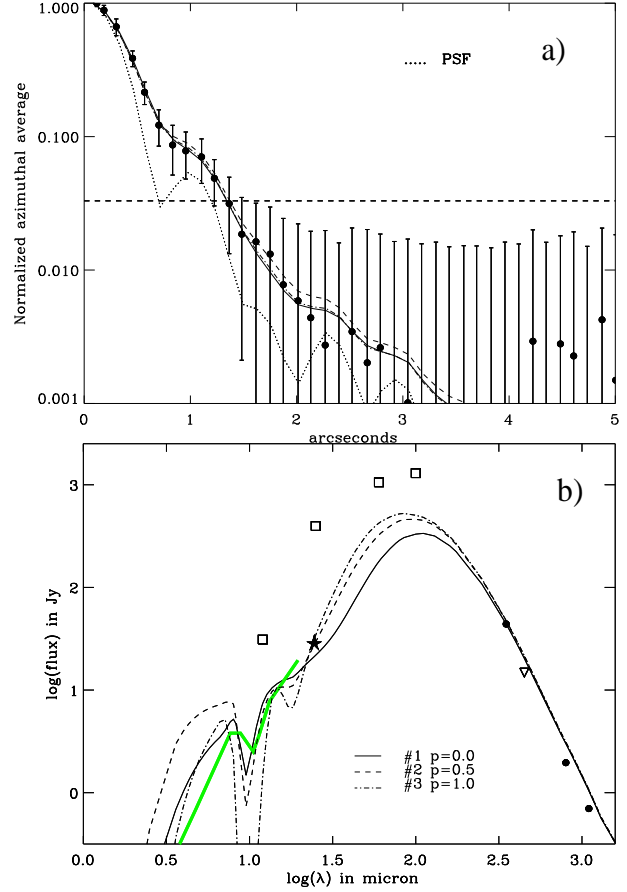 1.000
0.100
0.010
0.001
Normalized azimuthal average
PSF
a)
0 1 2 3 4 5
arcseconds
b)
3
2
1
0
log(flux) in Jy
#1 p=0.0
#2 p=0.5
#3 p=1.0
0.0 0.5 1.0 1.5 2.0 2.5 3.0
log(λ) in micron